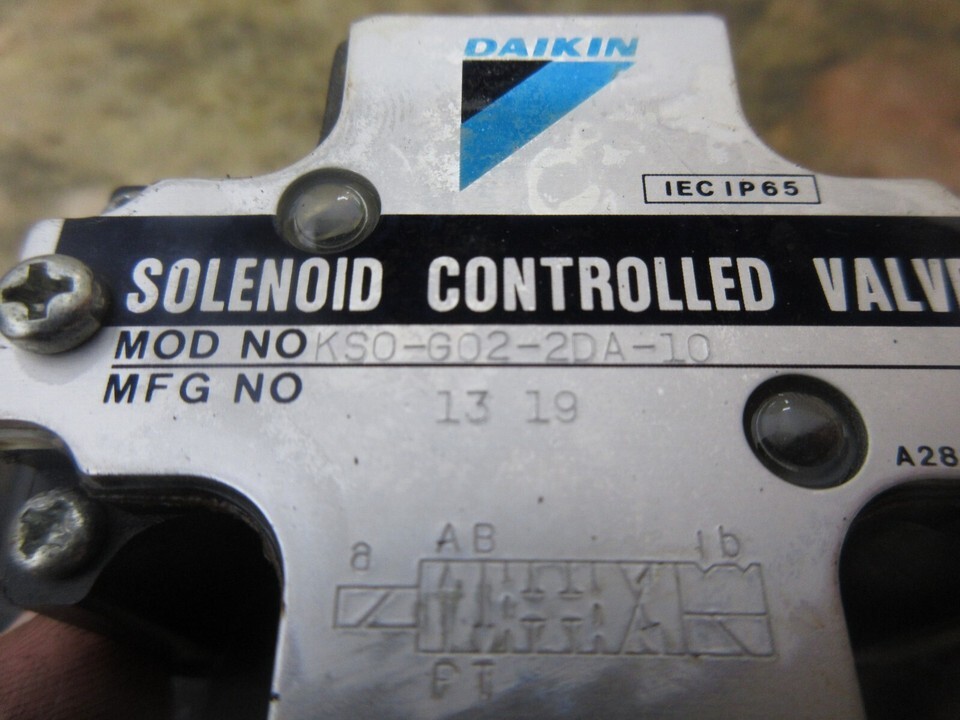 DAIKIN
IEC IP65
SOLENOID CONTROLLED VALV
MOD NO KSO-G02-2DA-10
MFG NO 13 19
A28
a AB b
PT